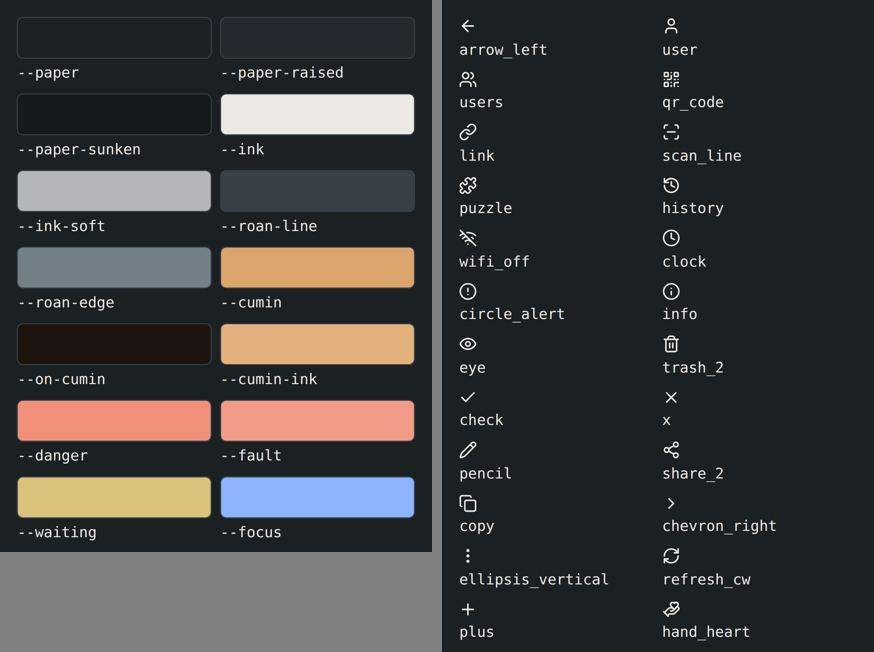 --paper --paper-raised
--paper-sunken --ink
--ink-soft --roan-line
--roan-edge --cumin
--on-cumin --cumin-ink
--danger --fault
--waiting --focus
arrow_left user
users qr_code
link scan_line
puzzle history
wifi_off clock
circle_alert info
eye trash_2
check x
pencil share_2
copy chevron_right
ellipsis_vertical refresh_cw
plus hand_heart